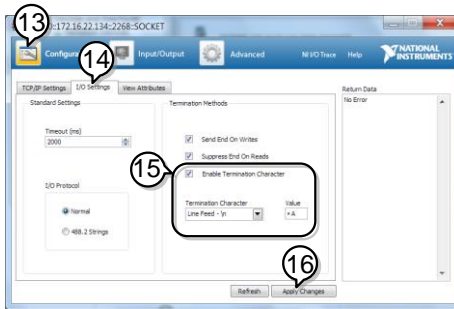 13
::172.16.22.134::2268::SOCKET
Input/Output
Advanced
NI I/O Trace
Help
NATIONAL INSTRUMENTS
14
TCP/IP Settings
I/O Settings
View Attributes
Return Data
No Error
Standard Settings
Termination Methods
Timeout (ms)
2000
Send End On Writes
Suppress End On Reads
15
Enable Termination Character
I/O Protocol
Normal
488.2 Strings
Termination Character
Value
Line Feed - \n
xA
16
Refresh
Apply Changes